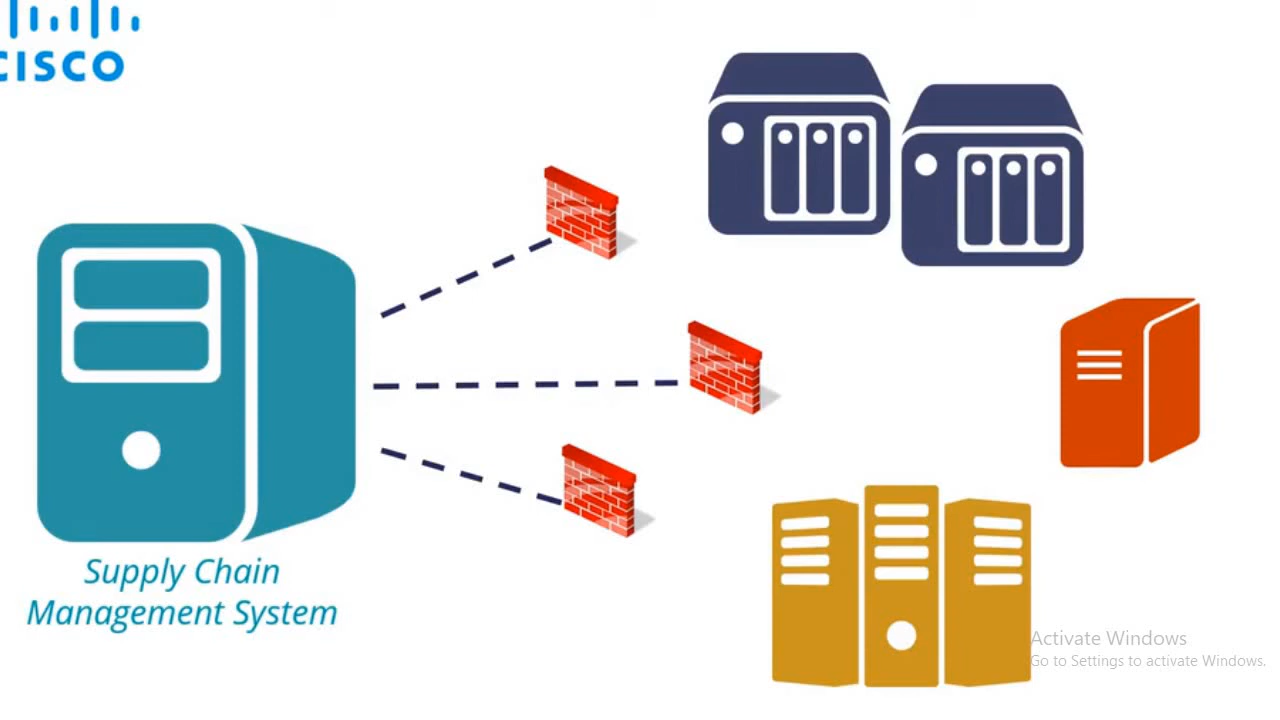 CISCO
Supply Chain
Management System
Activate Windows
Go to Settings to activate Windows.